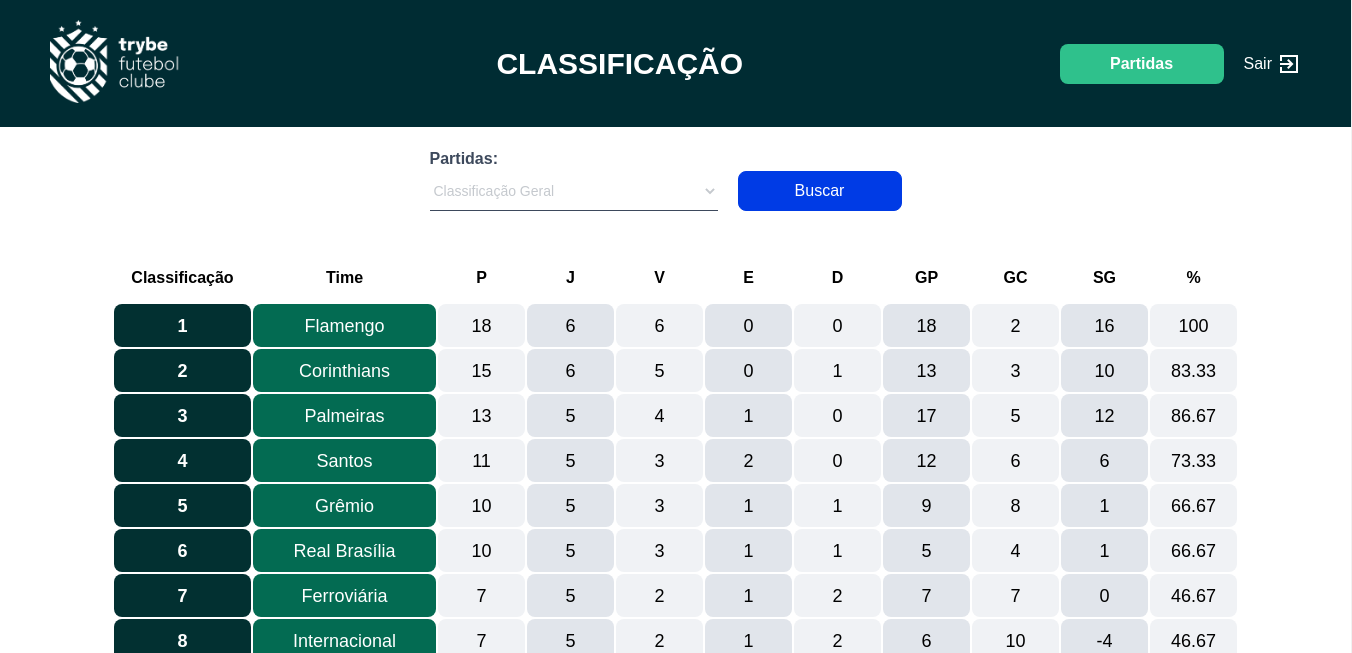 trybe
futebol
clube
CLASSIFICAÇÃO
Partidas
Sair
Partidas:
Classificação Geral
Buscar
Classificação Time P J V E D GP GC SG %
1 Flamengo 18 6 6 0 0 18 2 16 100
2 Corinthians 15 6 5 0 1 13 3 10 83.33
3 Palmeiras 13 5 4 1 0 17 5 12 86.67
4 Santos 11 5 3 2 0 12 6 6 73.33
5 Grêmio 10 5 3 1 1 9 8 1 66.67
6 Real Brasília 10 5 3 1 1 5 4 1 66.67
7 Ferroviária 7 5 2 1 2 7 7 0 46.67
8 Internacional 7 5 2 1 2 6 10 -4 46.67